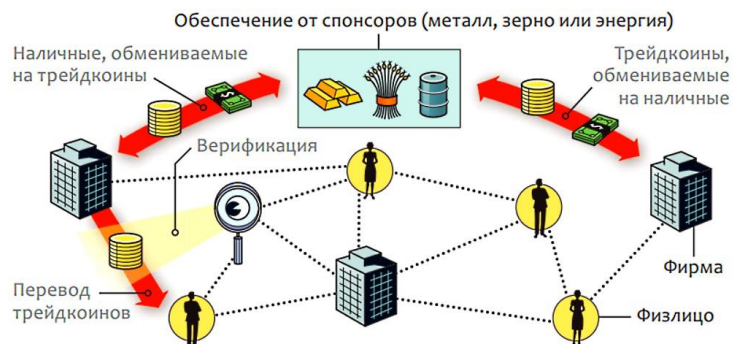 Обеспечение от спонсоров (металл, зерно или энергия)
Наличные, обмениваемые
на трейдкоины
Трейдкоины,
обмениваемые
на наличные
Верификация
Фирма
Перевод
трейдкоинов
Физлицо